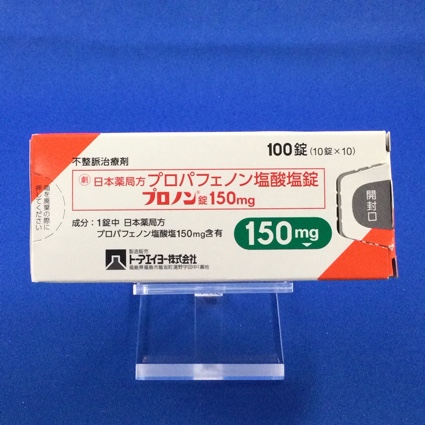 100錠(10錠×10)
不整脈治療剤
劇 日本薬局方 プロパフェノン塩酸塩錠
プロノン®錠150mg
成分:1錠中 日本薬局方
プロパフェノン塩酸塩150mg含有
150mg
製造販売
トーアエイヨー株式会社
開封口